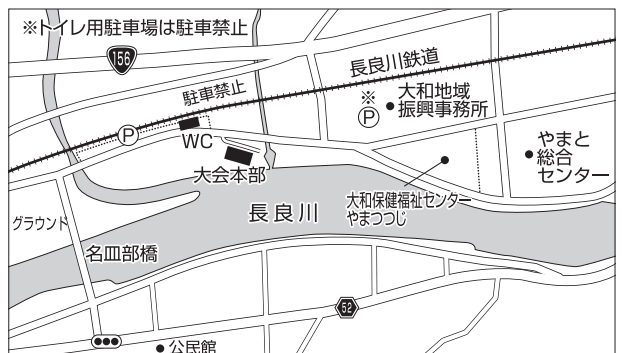 ※トイレ用駐車場は駐車禁止
156
長良川鉄道
駐車禁止
※
Ⓟ
大和地域
振興事務所
Ⓟ
WC
大会本部
やまと
総合
センター
大和保健福祉センター
やまつつじ
長良川
グラウンド
名皿部橋
52
公民館